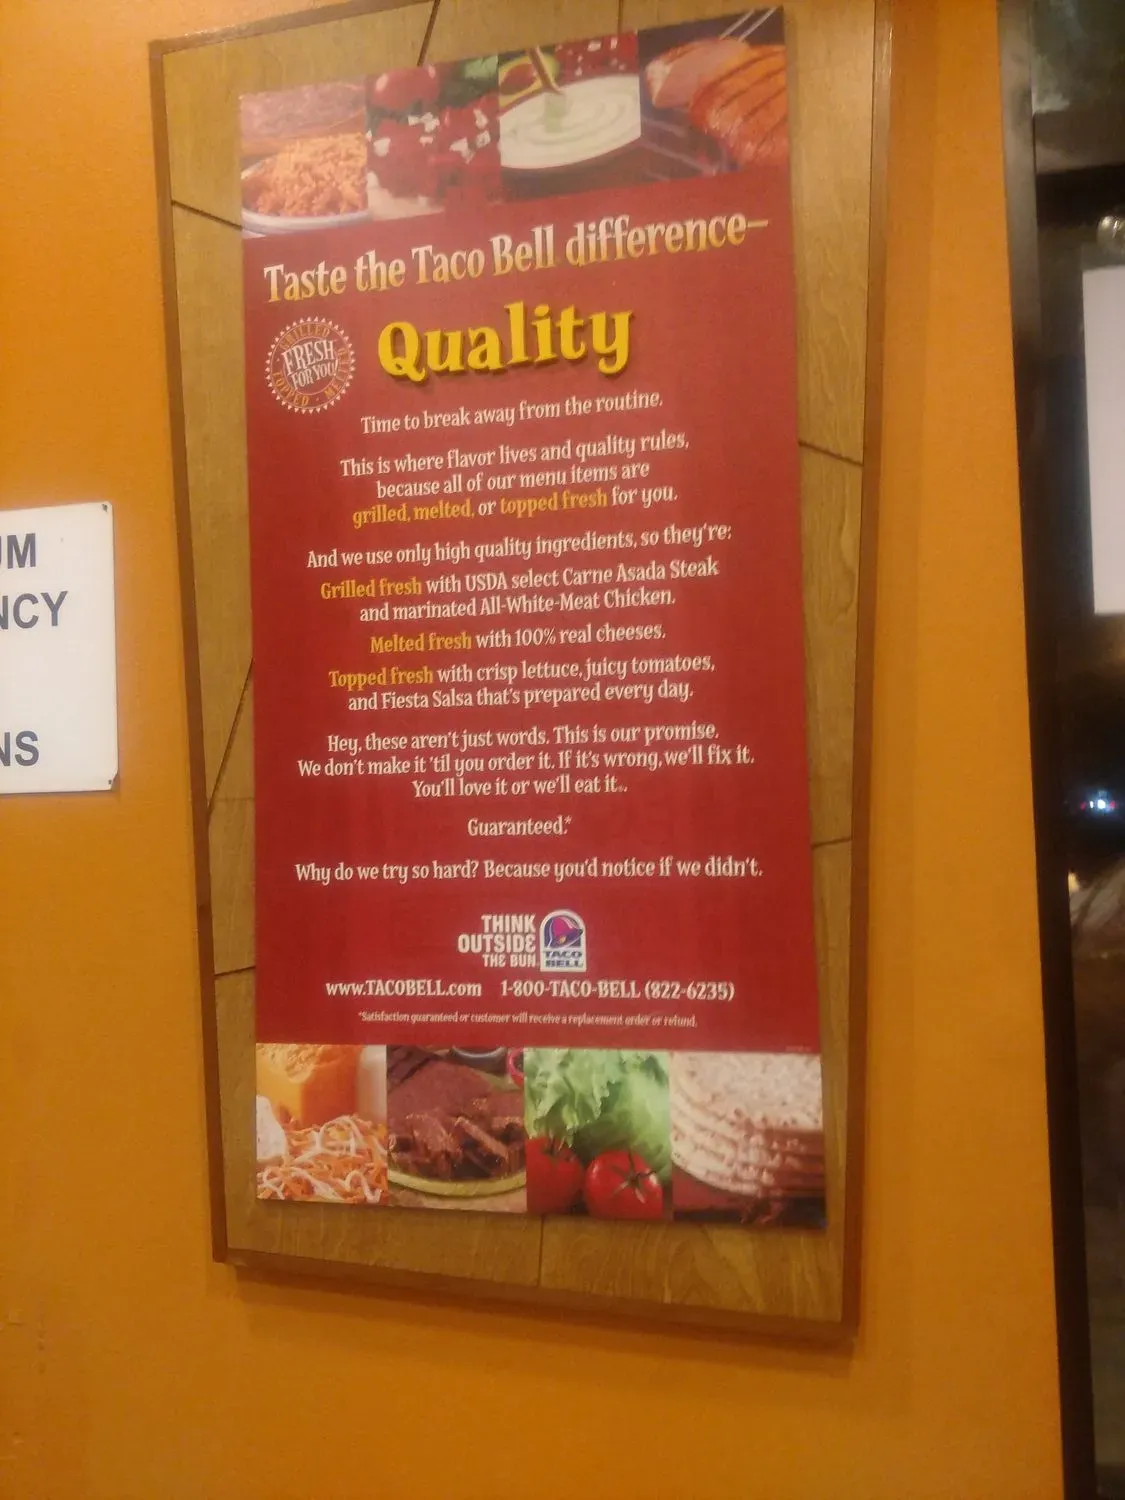 Taste the Taco Bell difference–
GRILLED
FRESH
FOR YOU!
TOPPED
Quality
Time to break away from the routine.
This is where flavor lives and quality rules,
because all of our menu items are
grilled, melted, or topped fresh for you.
And we use only high quality ingredients, so they're:
Grilled fresh with USDA select Carne Asada Steak
and marinated All-White-Meat Chicken.
Melted fresh with 100% real cheeses.
Topped fresh with crisp lettuce, juicy tomatoes,
and Fiesta Salsa that's prepared every day.
Hey, these aren't just words. This is our promise.
We don't make it 'til you order it. If it's wrong, we'll fix it.
You'll love it or we'll eat it.
Guaranteed.*
Why do we try so hard? Because you'd notice if we didn't.
THINK
OUTSIDE
THE BUN
TACO
BELL
www.TACOBELL.com 1-800-TACO-BELL (822-6235)
*Satisfaction guaranteed or customer will receive a replacement order or refund.
UM
NCY
NS